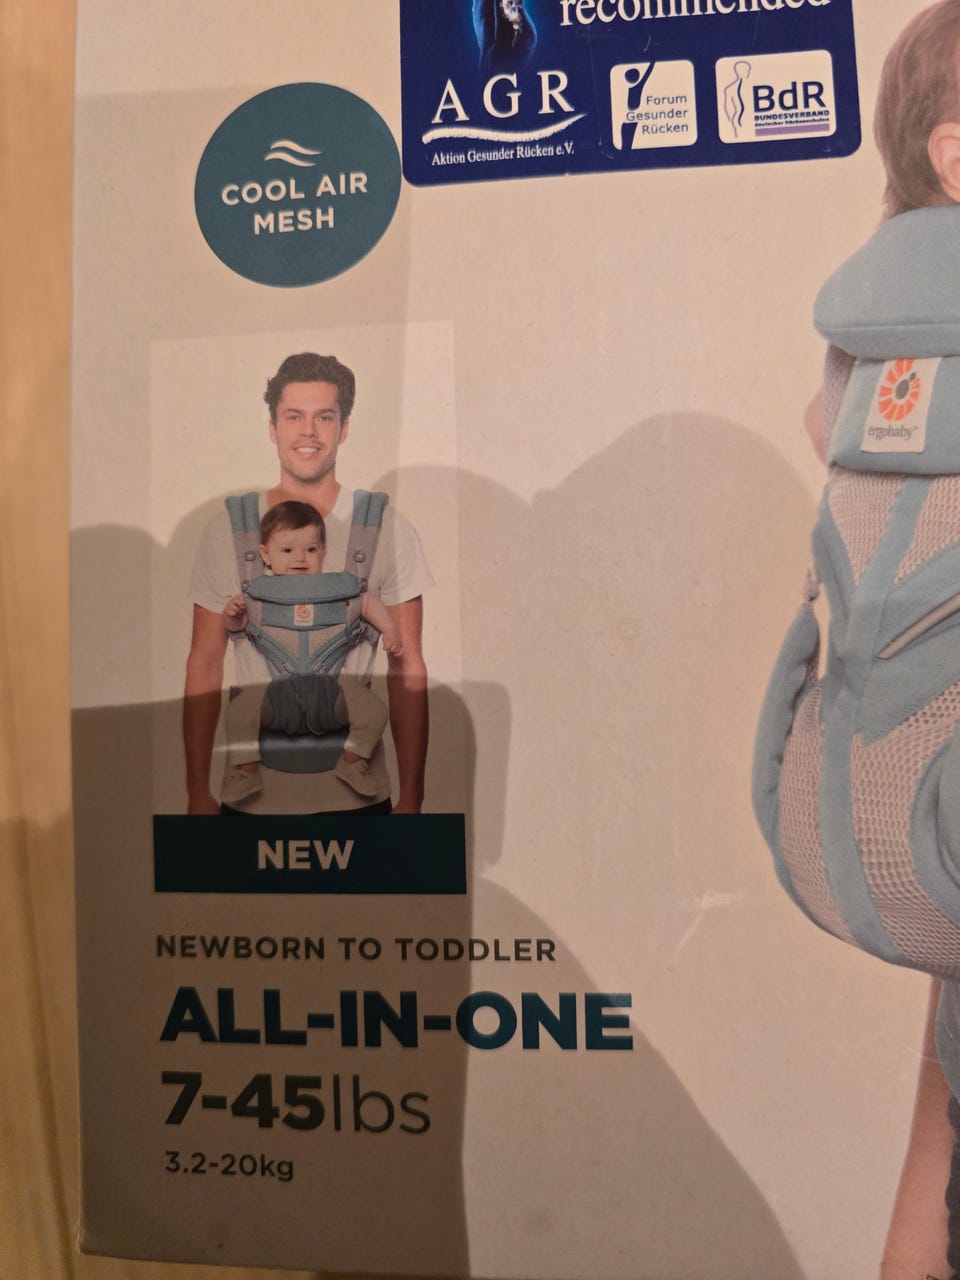 recommended
AGR
Aktion Gesunder Rücken e.V.
Forum
Gesunder
Rücken
BdR
BUNDESVERBAND
deutscher Rückenschulen
COOL AIR
MESH
ergobaby™
NEW
NEWBORN TO TODDLER
ALL-IN-ONE
7-45lbs
3.2-20kg